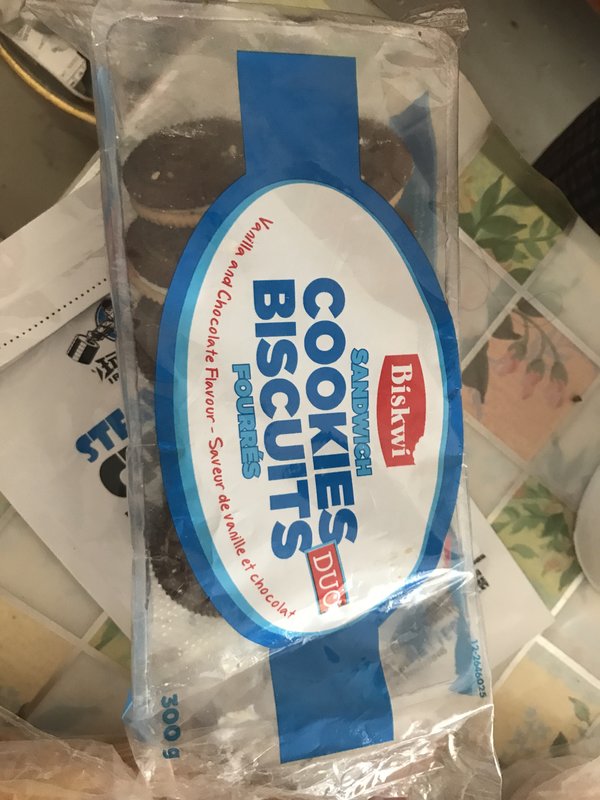 Biskwi
SANDWICH
COOKIES
BISCUITS
FOURRÉS
DUO
Vanilla and Chocolate Flavour - Saveur de vanille et chocolat
300 g